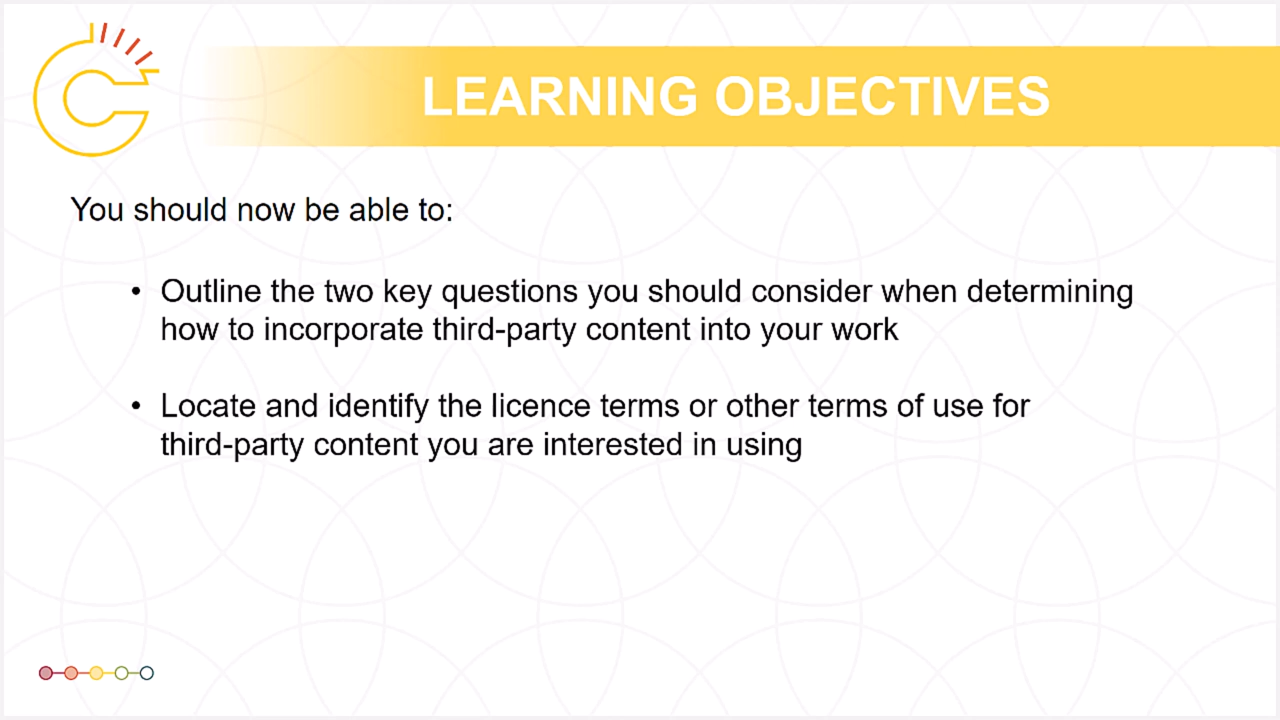 LEARNING OBJECTIVES
You should now be able to:
• Outline the two key questions you should consider when determining
how to incorporate third-party content into your work
• Locate and identify the licence terms or other terms of use for
third-party content you are interested in using